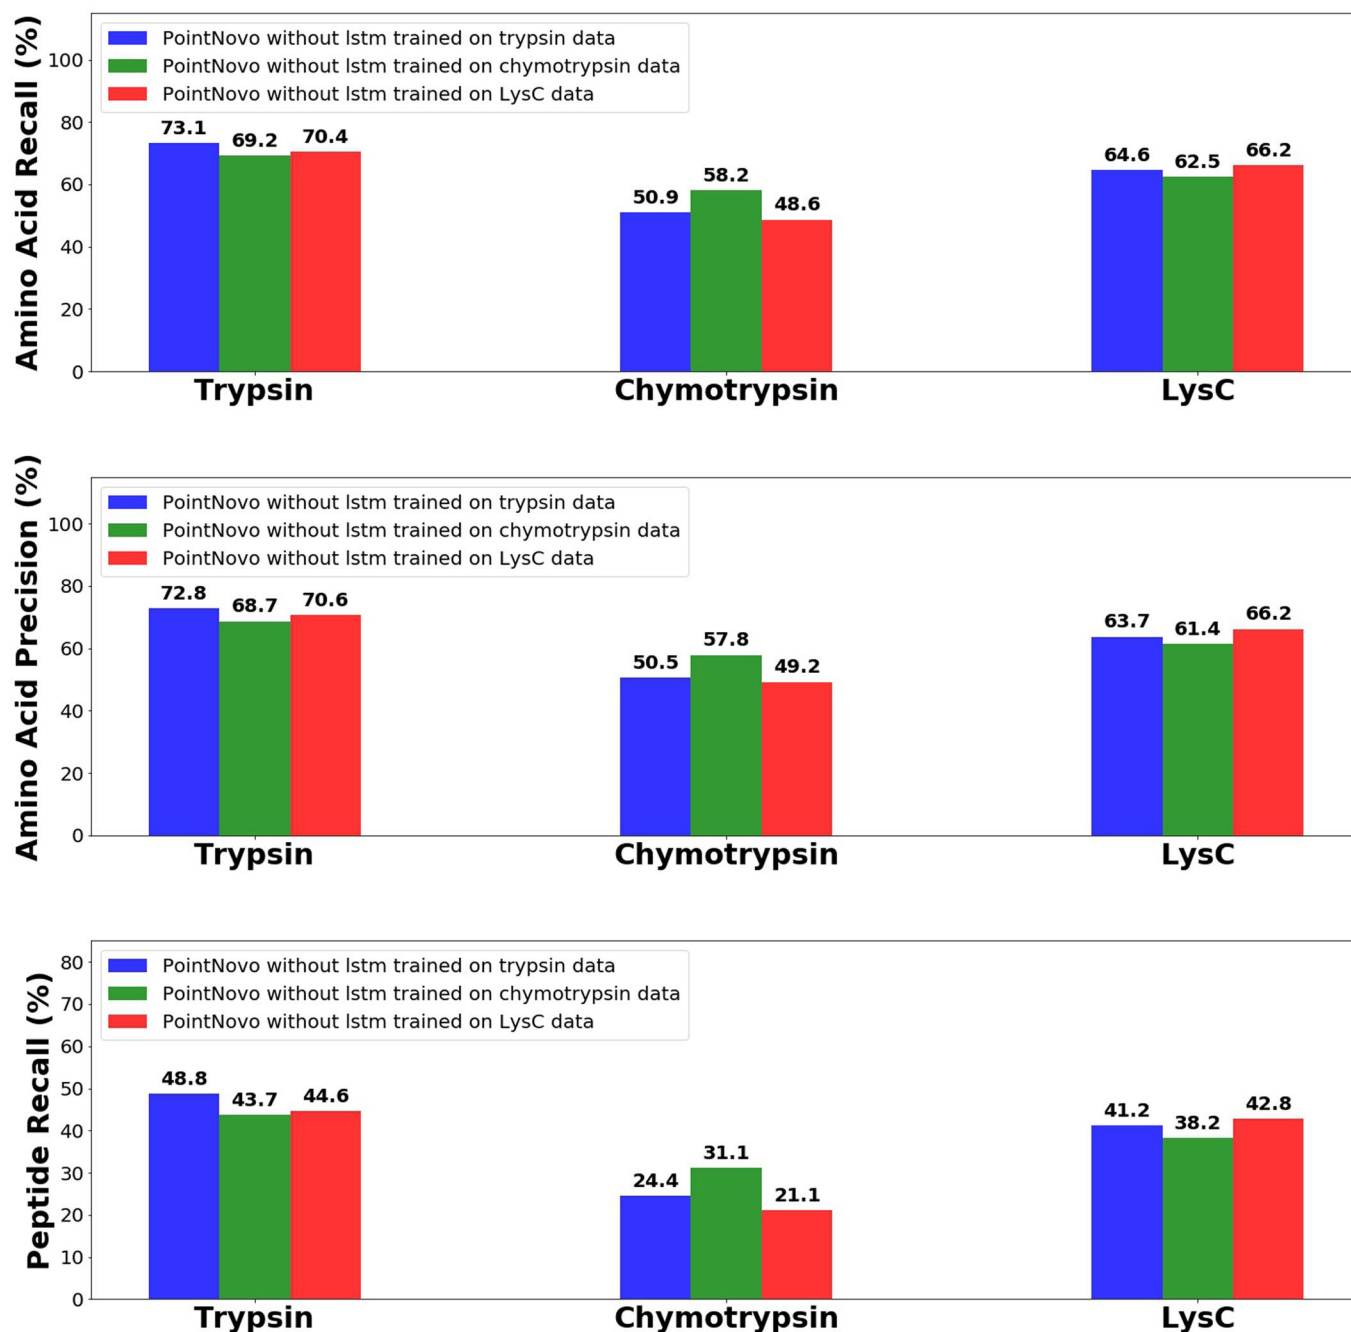 Amino Acid Recall (%)
100
80
60
40
20
0
PointNovo without lstm trained on trypsin data
PointNovo without lstm trained on chymotrypsin data
PointNovo without lstm trained on LysC data
73.1
69.2
70.4
50.9
58.2
48.6
64.6
62.5
66.2
Trypsin
Chymotrypsin
LysC
Amino Acid Precision (%)
100
80
60
40
20
0
PointNovo without lstm trained on trypsin data
PointNovo without lstm trained on chymotrypsin data
PointNovo without lstm trained on LysC data
72.8
68.7
70.6
50.5
57.8
49.2
63.7
61.4
66.2
Trypsin
Chymotrypsin
LysC
Peptide Recall (%)
80
70
60
50
40
30
20
10
0
PointNovo without lstm trained on trypsin data
PointNovo without lstm trained on chymotrypsin data
PointNovo without lstm trained on LysC data
48.8
43.7
44.6
24.4
31.1
21.1
41.2
38.2
42.8
Trypsin
Chymotrypsin
LysC